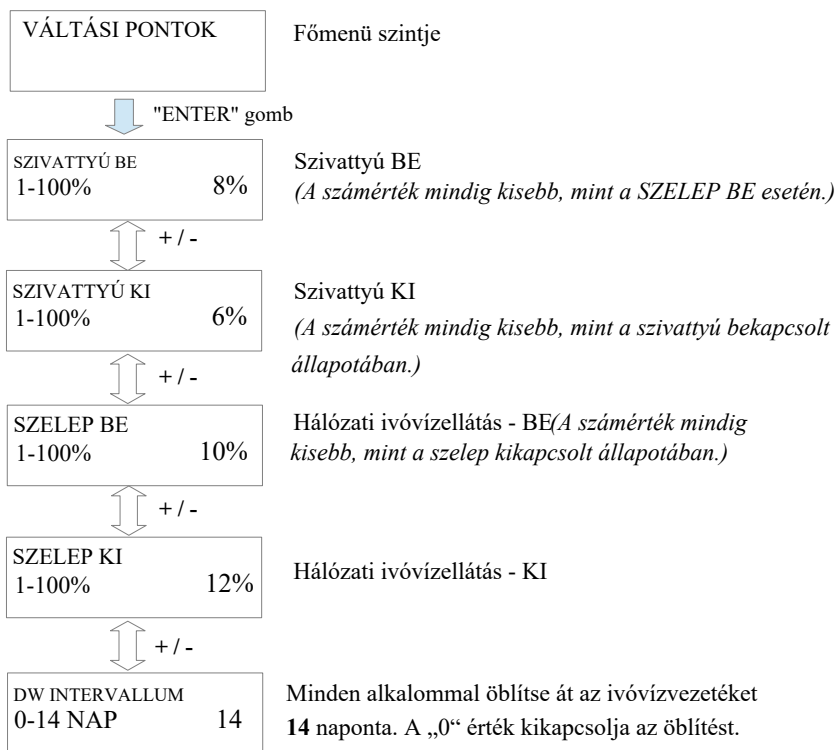 VÁLTÁSI PONTOK
Főmenü szintje
"ENTER" gomb
SZIVATTYÚ BE
1-100% 8%
Szivattyú BE
(A számérték mindig kisebb, mint a SZELEP BE esetén.)
+ / -
SZIVATTYÚ KI
1-100% 6%
Szivattyú KI
(A számérték mindig kisebb, mint a szivattyú bekapcsolt
állapotában.)
+ / -
SZELEP BE
1-100% 10%
Hálózati ivóvízellátás - BE(A számérték mindig
kisebb, mint a szelep kikapcsolt állapotában.)
+ / -
SZELEP KI
1-100% 12%
Hálózati ivóvízellátás - KI
+ / -
DW INTERVALLUM
0-14 NAP 14
Minden alkalommal öblítse át az ivóvízvezetéket
14 naponta. A „0“ érték kikapcsolja az öblítést.